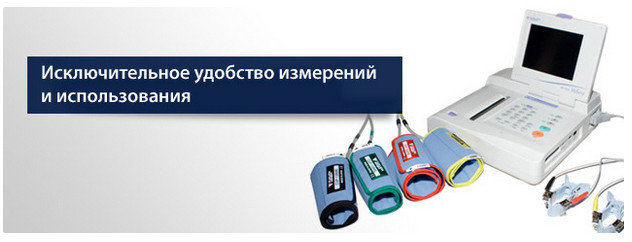 Исключительное удобство измерений
и использования